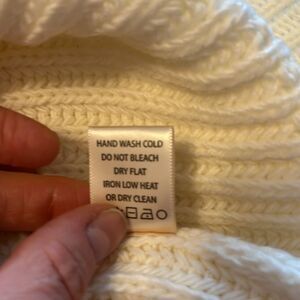 HAND WASH COLD
DO NOT BLEACH
DRY FLAT
IRON LOW HEAT
OR DRY CLEAN